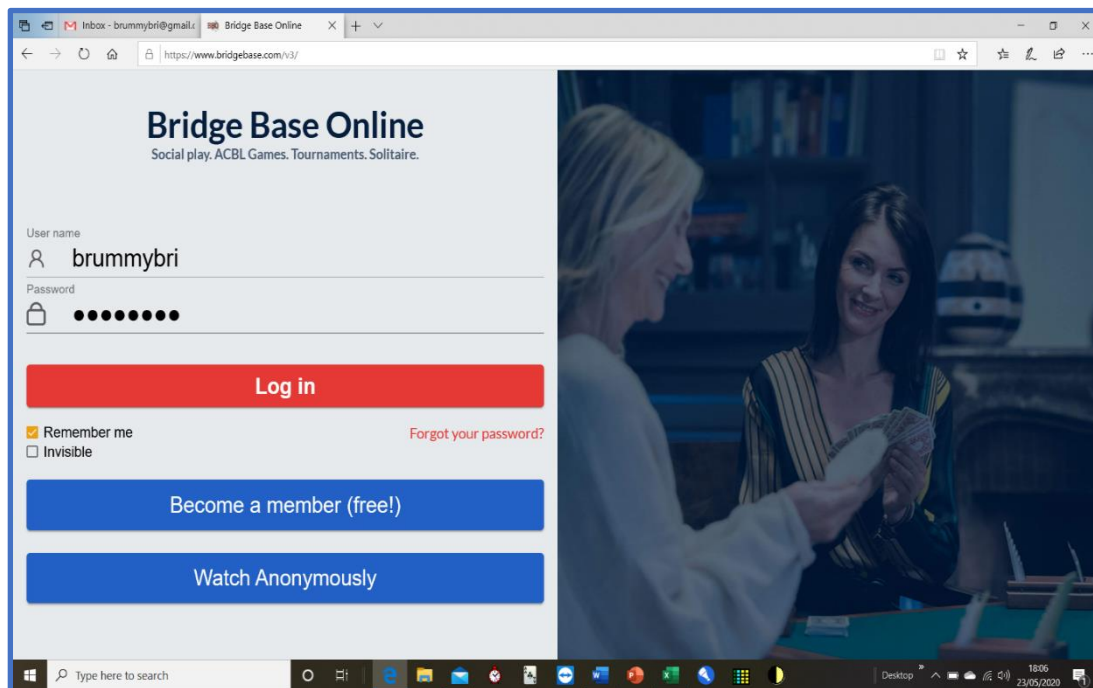 Inbox - brummybri@gmail.c
Bridge Base Online
https://www.bridgebase.com/v3/
Bridge Base Online
Social play. ACBL Games. Tournaments. Solitaire.
User name
brummybri
Password
●●●●●●●●
Log in
Remember me
Forgot your password?
Invisible
Become a member (free!)
Watch Anonymously
Type here to search
Desktop
18:06
23/05/2020